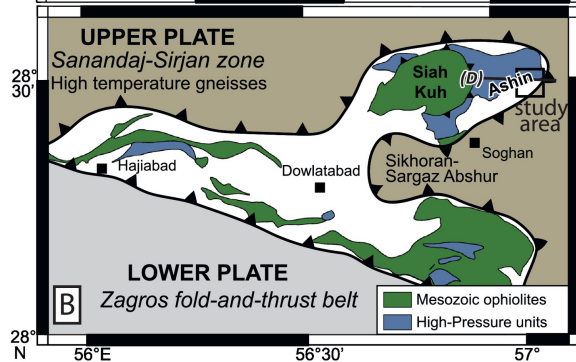 UPPER PLATE
Sanandaj-Sirjan zone
High temperature gneisses
28°
30'
Siah
Kuh
(D)
Ashin
study
area
Soghan
Sikhoran-
Sargaz Abshur
Hajiabad
Dowlatabad
LOWER PLATE
Zagros fold-and-thrust belt
B
Mesozoic ophiolites
High-Pressure units
28°
N
56°E
56°30'
57°